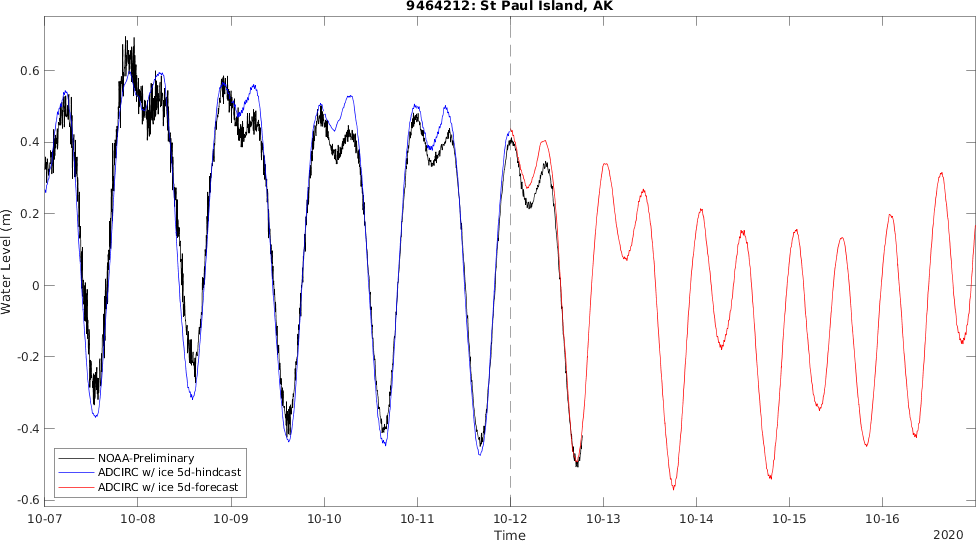 9464212: St Paul Island, AK
0.6
0.4
0.2
0
-0.2
-0.4
-0.6
Water Level (m)
NOAA-Preliminary
ADCIRC w/ ice 5d-hindcast
ADCIRC w/ ice 5d-forecast
10-07 10-08 10-09 10-10 10-11 10-12 10-13 10-14 10-15 10-16
Time
2020